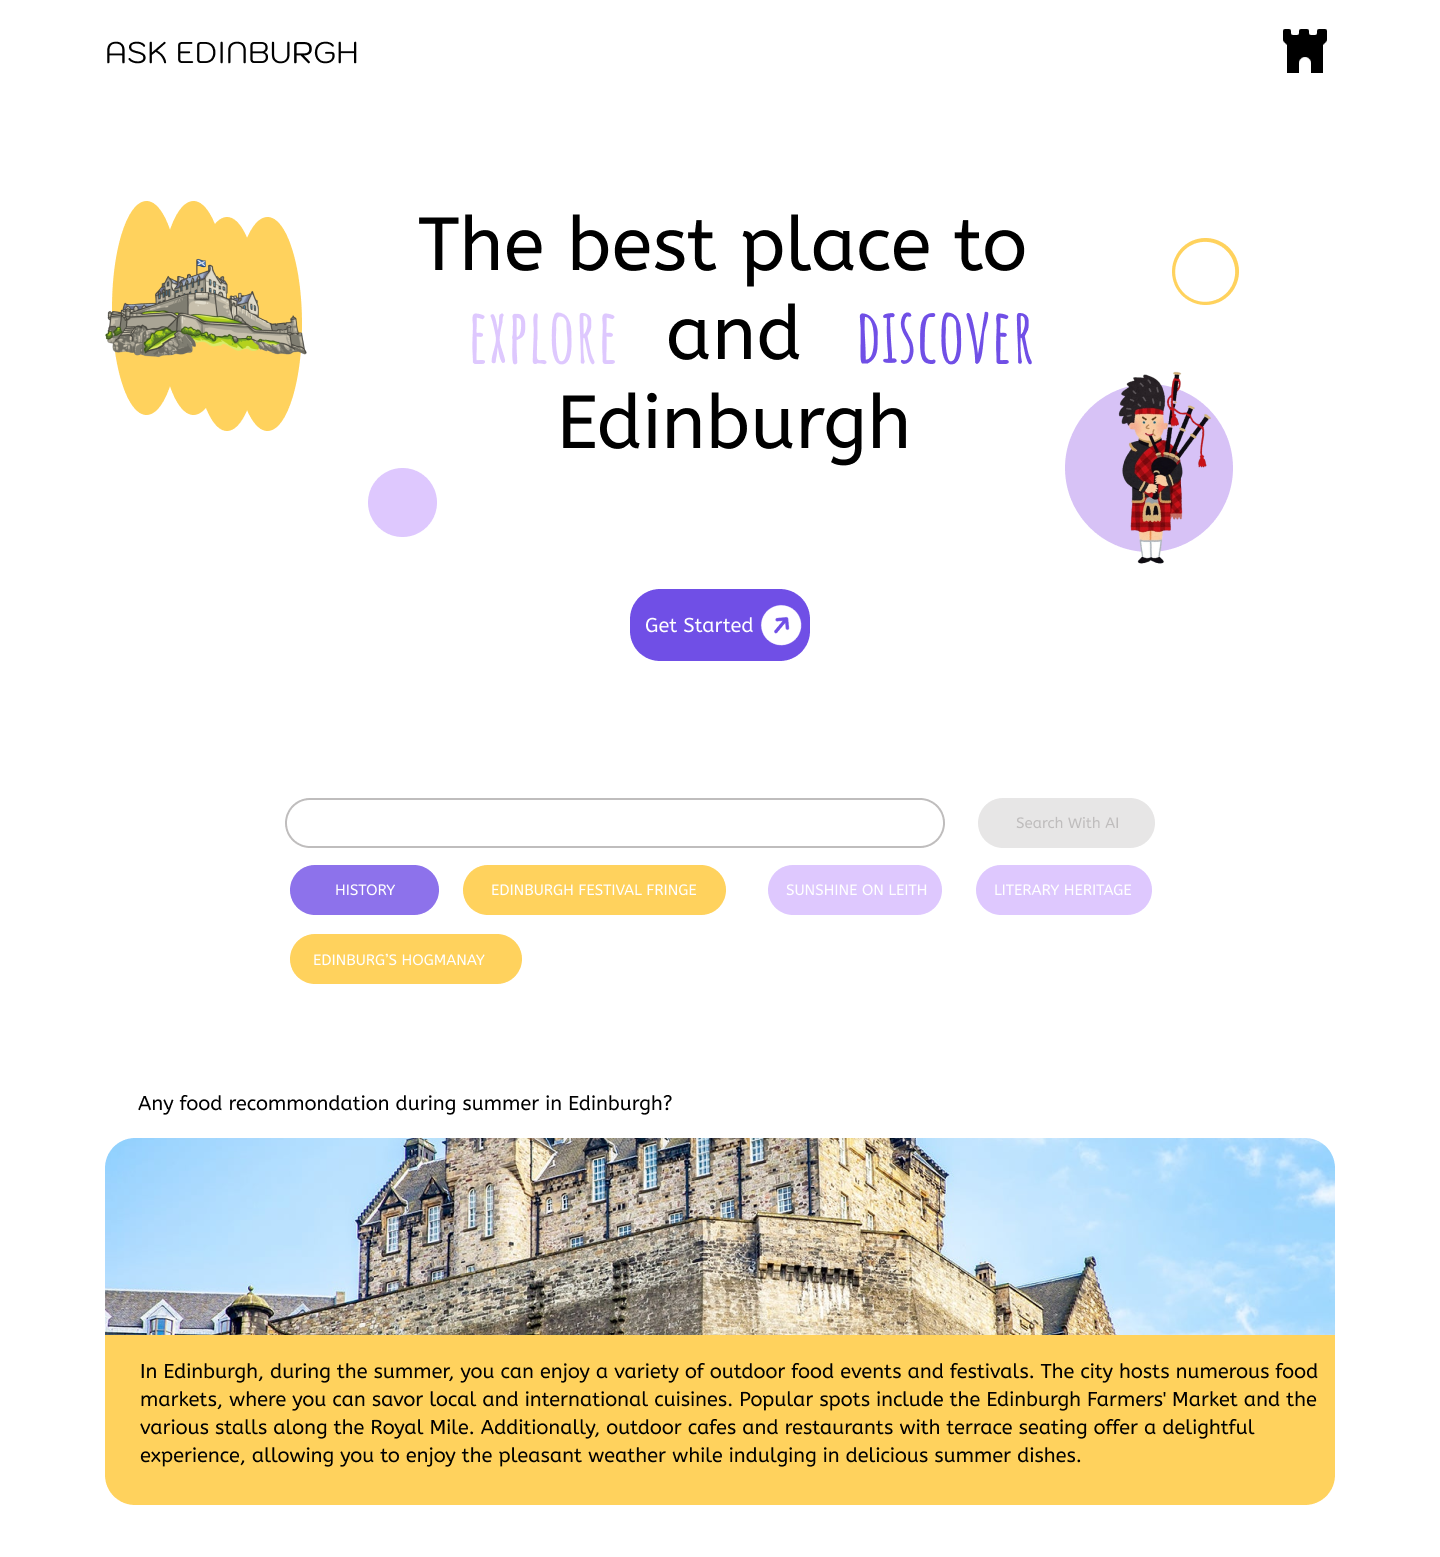 ASK EDINBURGH
The best place to
EXPLORE and DISCOVER
Edinburgh
Get Started
Search With AI
HISTORY EDINBURGH FESTIVAL FRINGE SUNSHINE ON LEITH LITERARY HERITAGE
EDINBURG'S HOGMANAY
Any food recommondation during summer in Edinburgh?
In Edinburgh, during the summer, you can enjoy a variety of outdoor food events and festivals. The city hosts numerous food
markets, where you can savor local and international cuisines. Popular spots include the Edinburgh Farmers' Market and the
various stalls along the Royal Mile. Additionally, outdoor cafes and restaurants with terrace seating offer a delightful
experience, allowing you to enjoy the pleasant weather while indulging in delicious summer dishes.